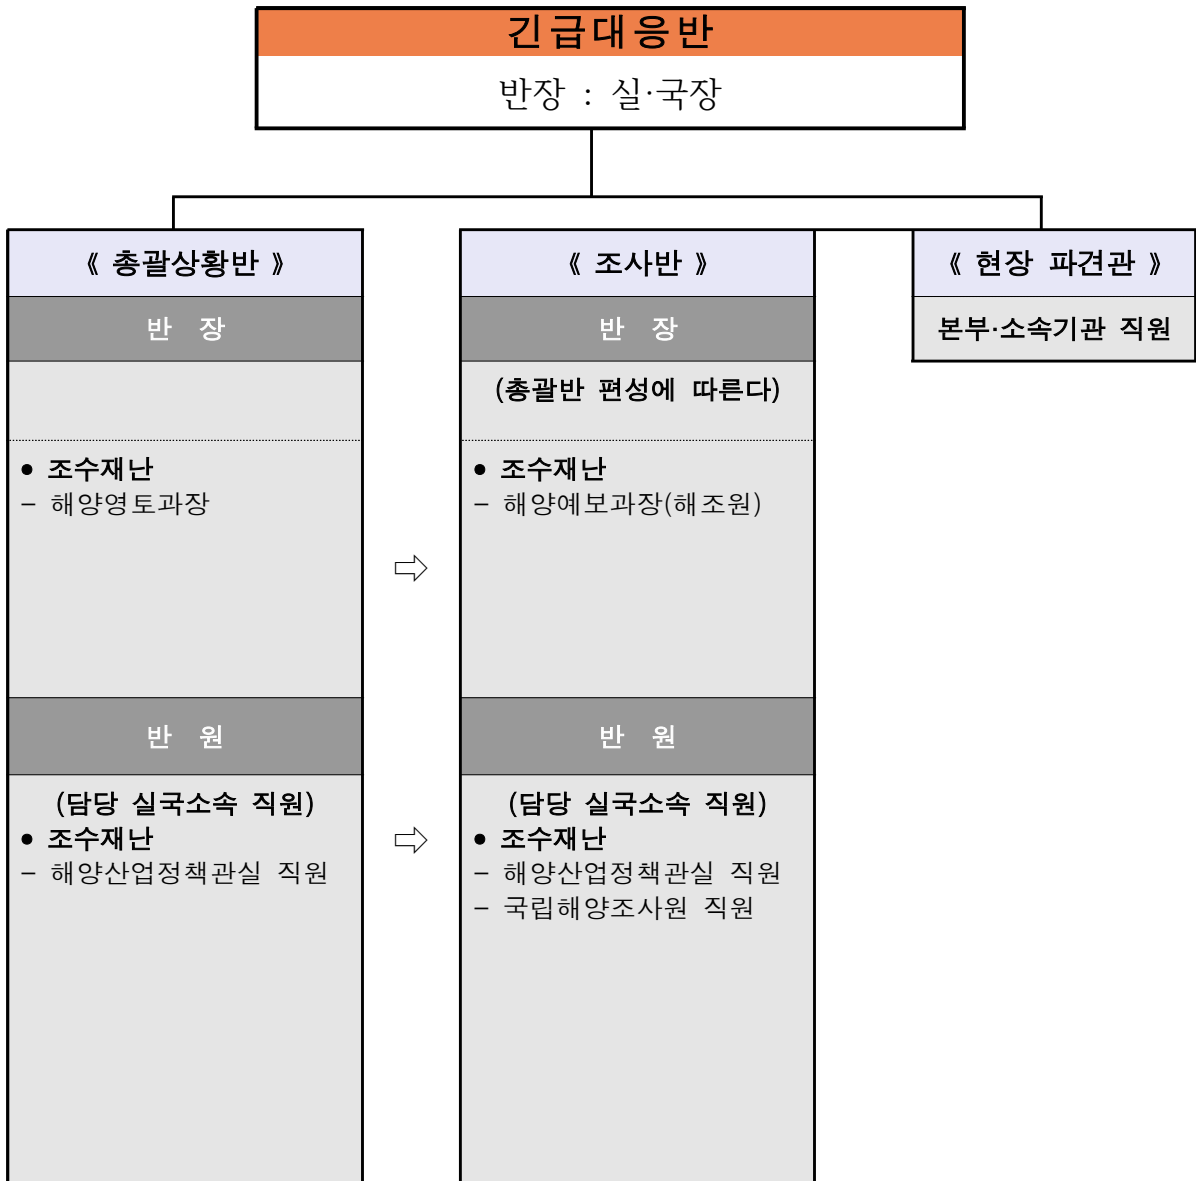 긴급대응반
반장 : 실·국장
《 총괄상황반 》
반 장
● 조수재난
– 해양영토과장
반 원
(담당 실국소속 직원)
● 조수재난
– 해양산업정책관실 직원
⇨
⇨
《 조사반 》
반 장
(총괄반 편성에 따른다)
● 조수재난
– 해양예보과장(해조원)
반 원
(담당 실국소속 직원)
● 조수재난
– 해양산업정책관실 직원
– 국립해양조사원 직원
《 현장 파견관 》
본부·소속기관 직원